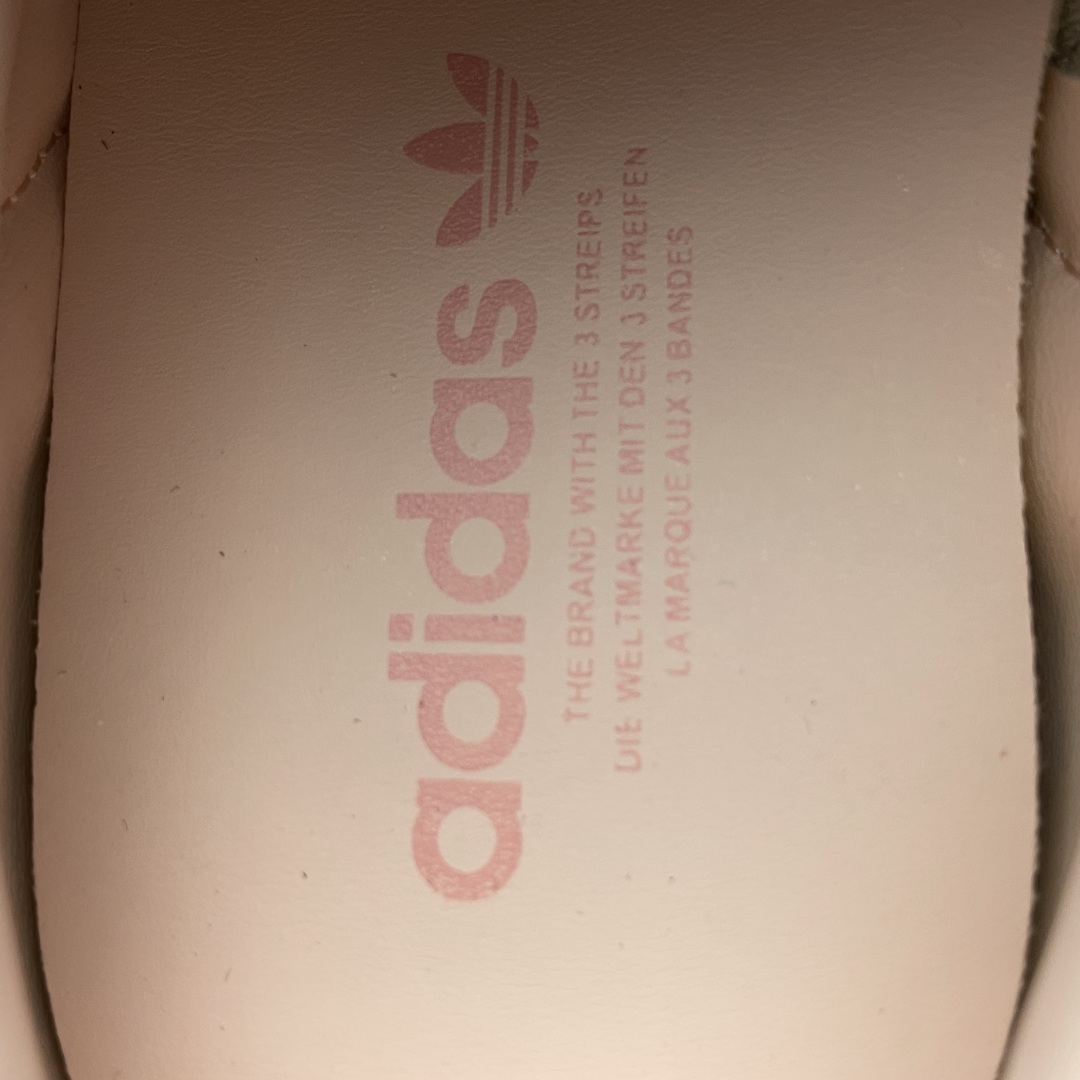 adidas
THE BRAND WITH THE 3 STREIPS
DIE WELTMARKE MIT DEN 3 STREIFEN
LA MARQUE AUX 3 BANDES